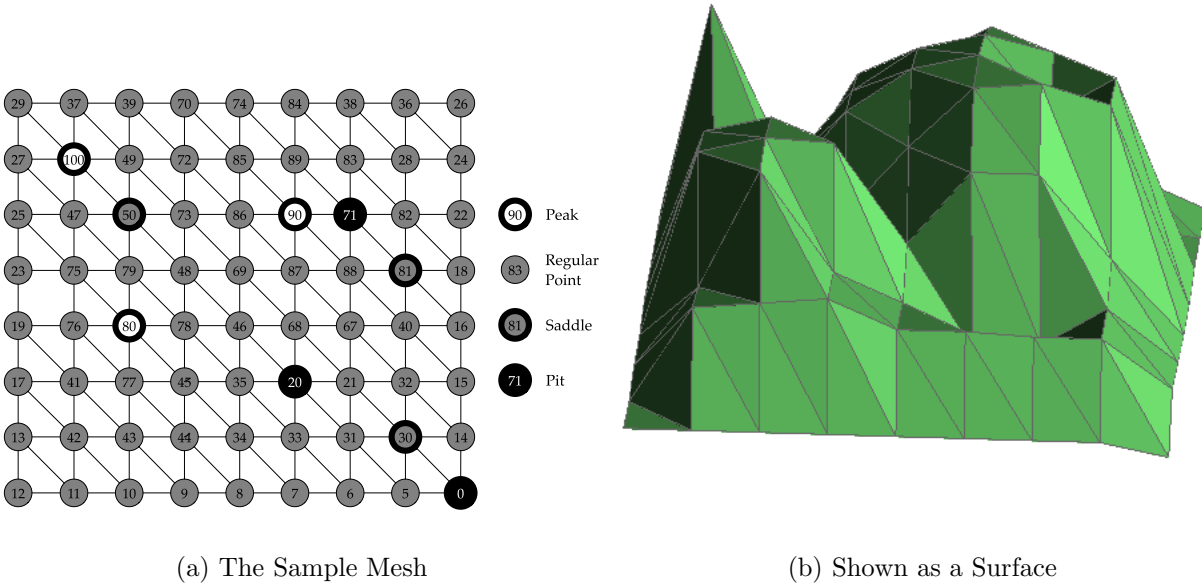 29 37 39 70 74 84 38 36 26
27 100 49 72 85 89 83 28 24
25 47 50 73 86 90 71 82 22
23 75 79 48 69 87 88 81 18
19 76 80 78 46 68 67 40 16
17 41 77 45 35 20 21 32 15
13 42 43 44 34 33 31 30 14
12 11 10 9 8 7 6 5 0
90 Peak
83 Regular
Point
81 Saddle
71 Pit
(a) The Sample Mesh
(b) Shown as a Surface